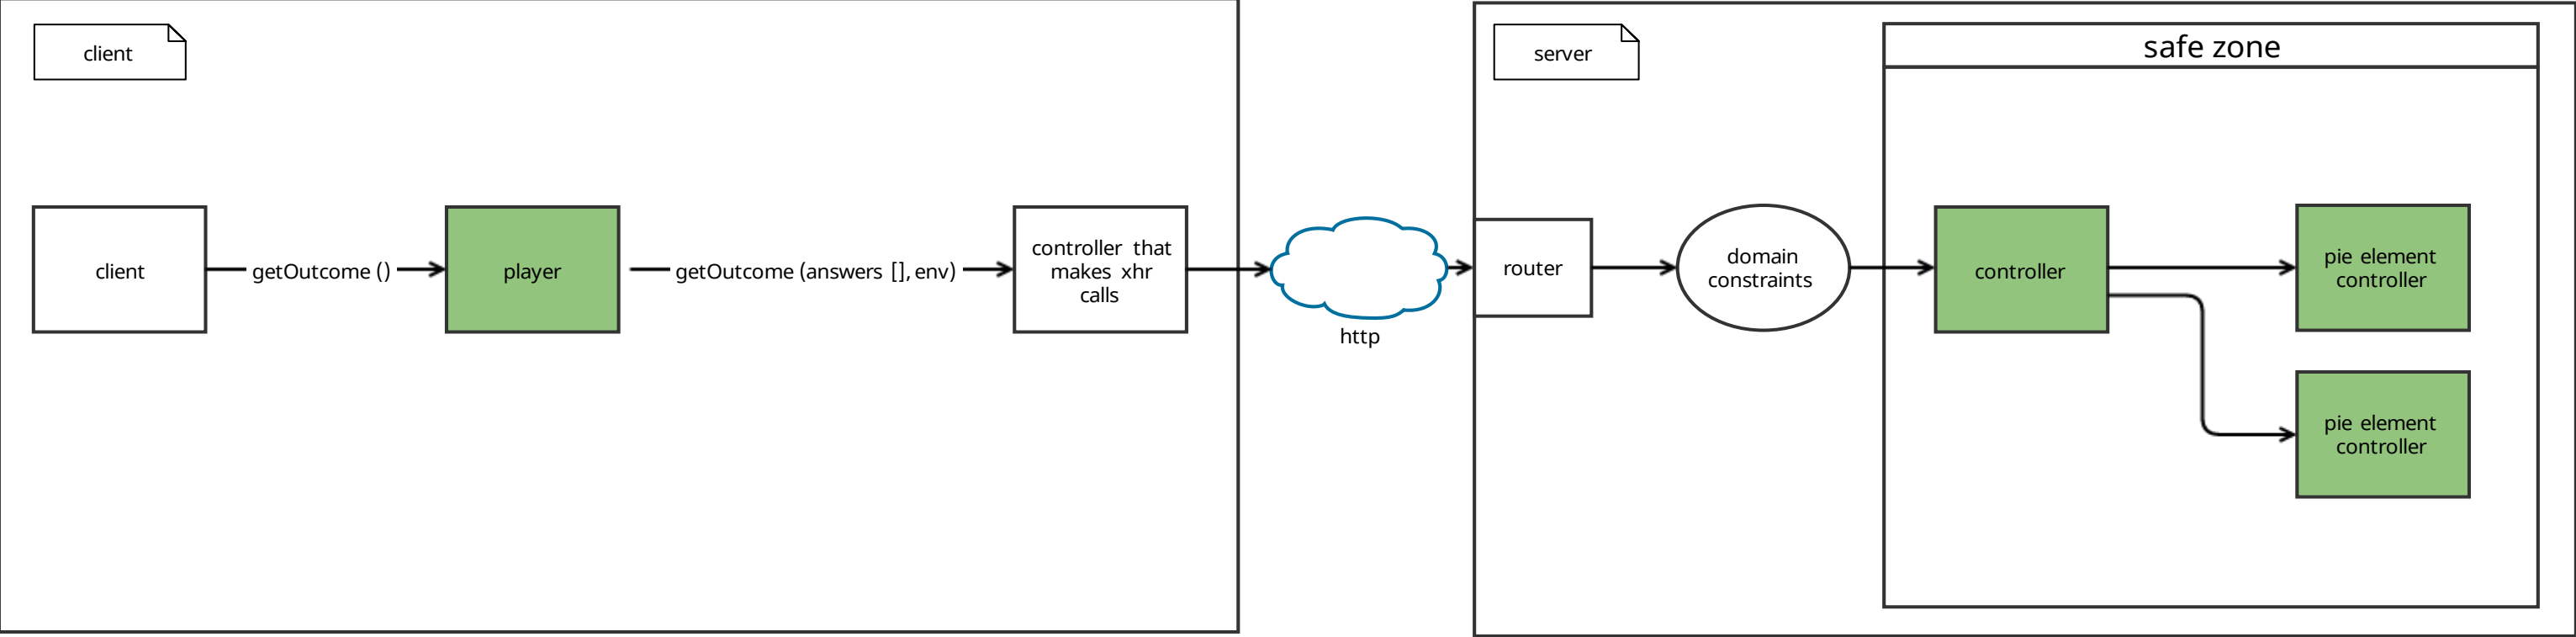 client
server
safe zone
client
getOutcome ()
player
getOutcome (answers [], env)
controller that
makes xhr
calls
http
router
domain
constraints
controller
pie element
controller
pie element
controller